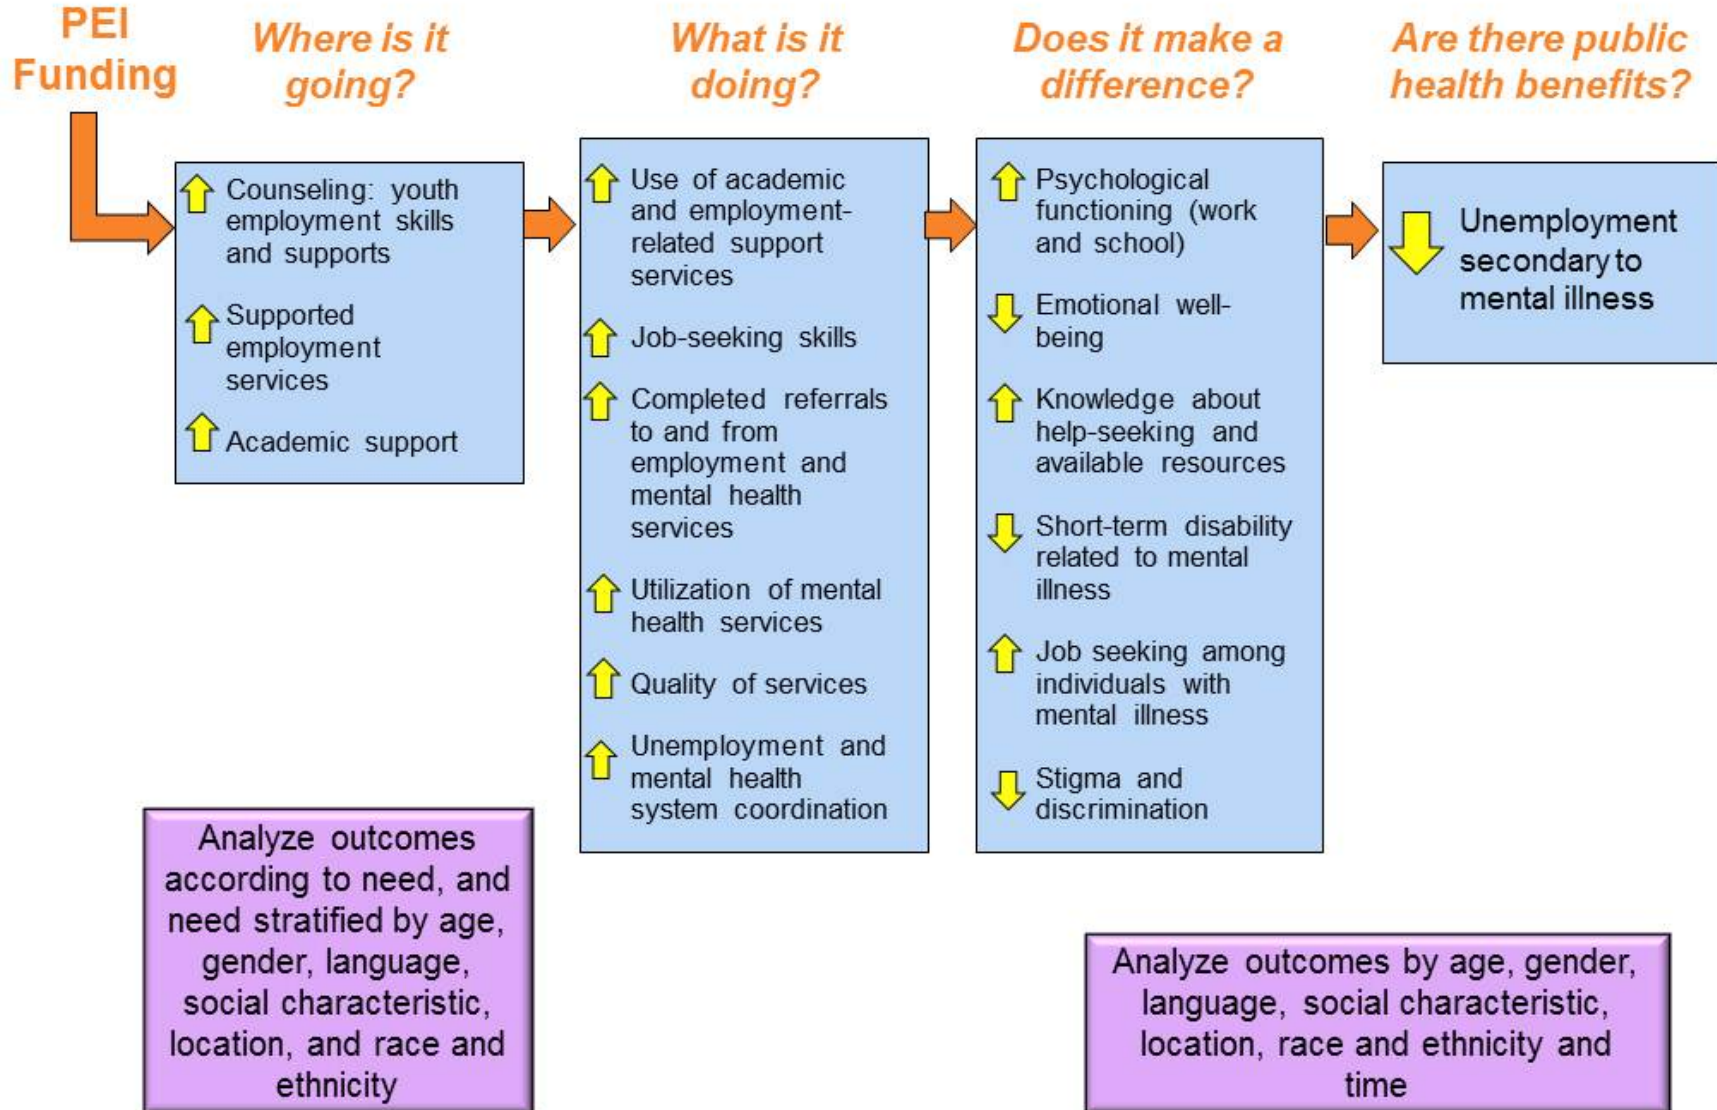 PEI
Funding
Where is it
going?
What is it
doing?
Does it make a
difference?
Are there public
health benefits?
Counseling: youth
employment skills
and supports
Supported
employment
services
Academic support
Use of academic
and employment-
related support
services
Job-seeking skills
Completed referrals
to and from
employment and
mental health
services
Utilization of mental
health services
Quality of services
Unemployment and
mental health
system coordination
Psychological
functioning (work
and school)
Emotional well-
being
Knowledge about
help-seeking and
available resources
Short-term disability
related to mental
illness
Job seeking among
individuals with
mental illness
Stigma and
discrimination
Unemployment
secondary to
mental illness
Analyze outcomes
according to need, and
need stratified by age,
gender, language,
social characteristic,
location, and race and
ethnicity
Analyze outcomes by age, gender,
language, social characteristic,
location, race and ethnicity and
time